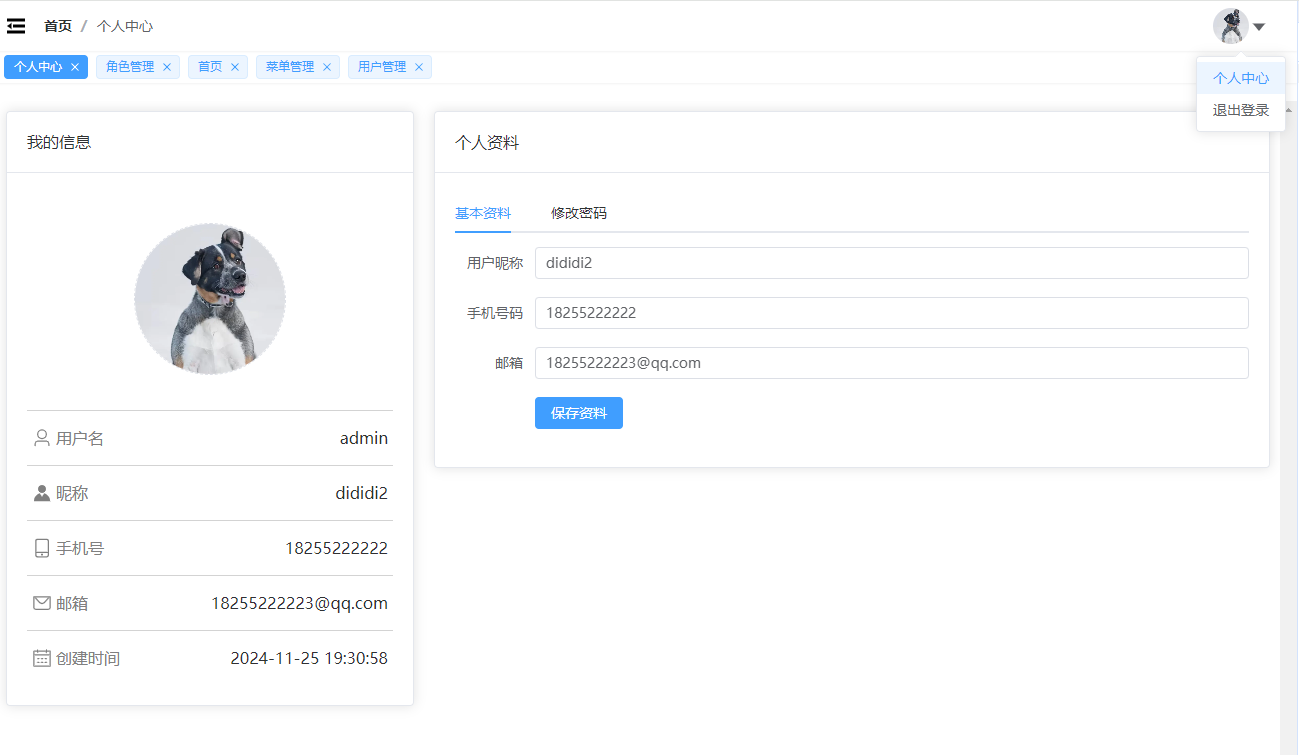 首页 / 个人中心
个人中心 × 角色管理 × 首页 × 菜单管理 × 用户管理 ×
个人中心
退出登录
我的信息
用户名 admin
昵称 dididi2
手机号 18255222222
邮箱 18255222223@qq.com
创建时间 2024-11-25 19:30:58
个人资料
基本资料 修改密码
用户昵称 dididi2
手机号码 18255222222
邮箱 18255222223@qq.com
保存资料